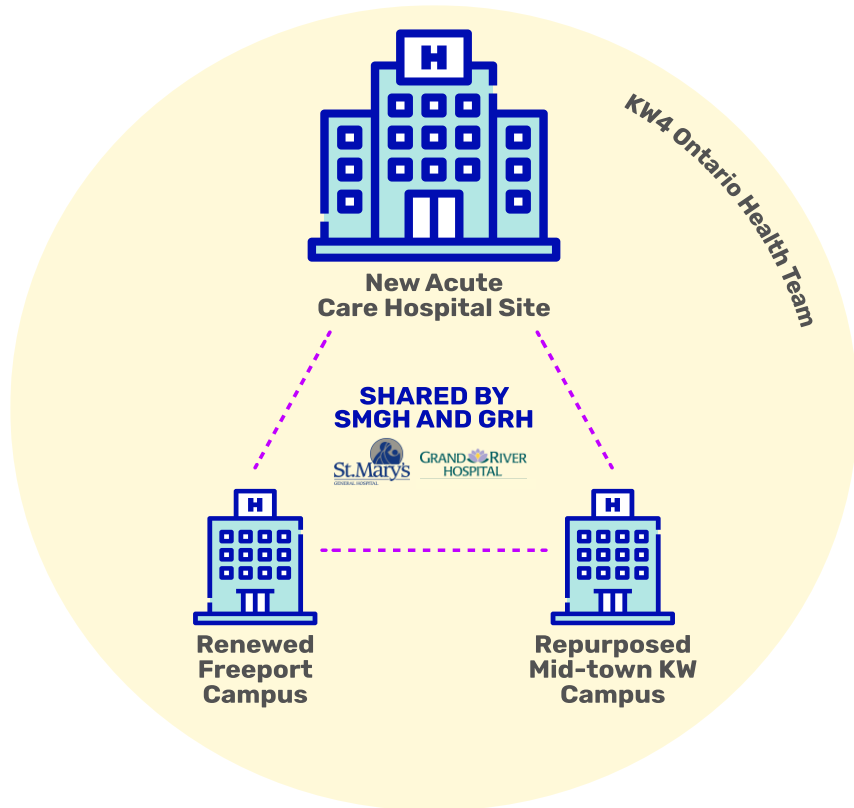 H
KW4 Ontario Health Team
New Acute
Care Hospital Site
SHARED BY
SMGH AND GRH
St.Mary's
GENERAL HOSPITAL
GRAND RIVER
HOSPITAL
H
H
Renewed
Freeport
Campus
Repurposed
Mid-town KW
Campus